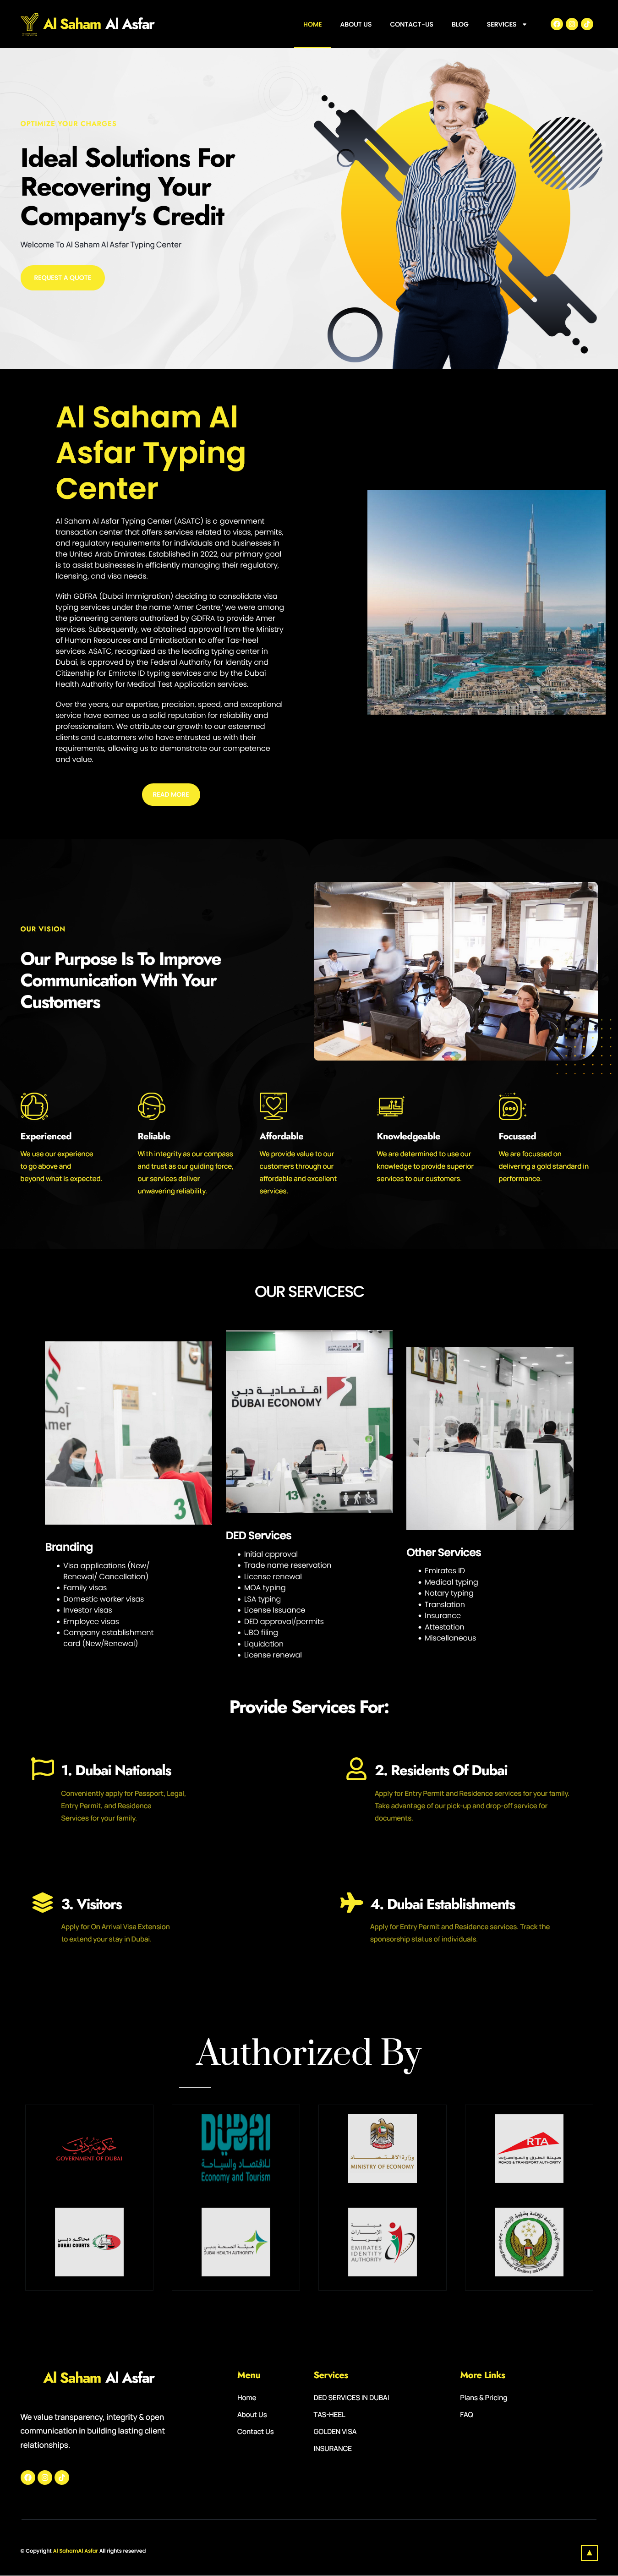 Al Saham Al Asfar
HOME
ABOUT US
CONTACT-US
BLOG
SERVICES
OPTIMIZE YOUR CHARGES
Ideal Solutions For
Recovering Your
Company's Credit
Welcome To Al Saham Al Asfar Typing Center
REQUEST A QUOTE
Al Saham Al
Asfar Typing
Center
Al Saham Al Asfar Typing Center (ASATC) is a government
transaction center that offers services related to visas, permits,
and regulatory requirements for individuals and businesses in
the United Arab Emirates. Established in 2022, our primary goal
is to assist businesses in efficiently managing their regulatory,
licensing, and visa needs.
With GDFRA (Dubai Immigration) deciding to consolidate visa
typing services under the name 'Amer Centre,' we were among
the pioneering centers authorized by GDFRA to provide Amer
services. Subsequently, we obtained approval from the Ministry
of Human Resources and Emiratisation to offer Tas-heel
services. ASATC, recognized as the leading typing center in
Dubai, is approved by the Federal Authority for Identity and
Citizenship for Emirate ID typing services and by the Dubai
Health Authority for Medical Test Application services.
Over the years, our expertise, precision, speed, and exceptional
service have earned us a solid reputation for reliability and
professionalism. We attribute our growth to our esteemed
clients and customers who have entrusted us with their
requirements, allowing us to demonstrate our competence
and value.
READ MORE
OUR VISION
Our Purpose Is To Improve
Communication With Your
Customers
Experienced
We use our experience
to go above and
beyond what is expected.
Reliable
With integrity as our compass
and trust as our guiding force,
our services deliver
unwavering reliability.
Affordable
We provide value to our
customers through our
affordable and excellent
services.
Knowledgeable
We are determined to use our
knowledge to provide superior
services to our customers.
Focussed
We are focussed on
delivering a gold standard in
performance.
OUR SERVICESC
amer
3
اقتصادية دبي
DUBAI ECONOMY
13
3
Branding
Visa applications (New/
Renewal/ Cancellation)
Family visas
Domestic worker visas
Investor visas
Employee visas
Company establishment
card (New/Renewal)
DED Services
Initial approval
Trade name reservation
License renewal
MOA typing
LSA typing
License Issuance
DED approval/permits
UBO filing
Liquidation
License renewal
Other Services
Emirates ID
Medical typing
Notary typing
Translation
Insurance
Attestation
Miscellaneous
Provide Services For:
1. Dubai Nationals
Conveniently apply for Passport, Legal,
Entry Permit, and Residence
Services for your family.
2. Residents Of Dubai
Apply for Entry Permit and Residence services for your family.
Take advantage of our pick-up and drop-off service for
documents.
3. Visitors
Apply for On Arrival Visa Extension
to extend your stay in Dubai.
4. Dubai Establishments
Apply for Entry Permit and Residence services. Track the
sponsorship status of individuals.
Authorized By
حكومة دبي
GOVERNMENT OF DUBAI
DUBAI
للاقتصاد والسياحة
Economy and Tourism
وزارة الاقتصاد
MINISTRY OF ECONOMY
RTA
هيئة الطرق والمواصلات
ROADS & TRANSPORT AUTHORITY
محاكم دبي
DUBAI COURTS
هيئة الصحة بدبي
DUBAI HEALTH AUTHORITY
هيئة
الإمارات
للهوية
EMIRATES
IDENTITY
AUTHORITY
Al Saham Al Asfar
We value transparency, integrity & open
communication in building lasting client
relationships.
Menu
Home
About Us
Contact Us
Services
DED SERVICES IN DUBAI
TAS-HEEL
GOLDEN VISA
INSURANCE
More Links
Plans & Pricing
FAQ
© Copyright Al SahamAl Asfar All rights reserved